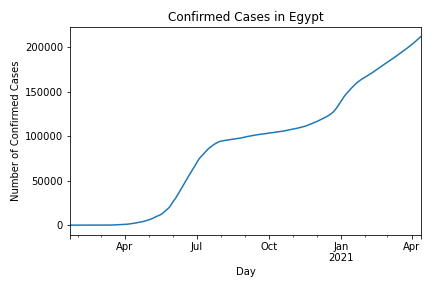 Confirmed Cases in Egypt
Number of Confirmed Cases
200000
150000
100000
50000
0
Apr
Jul
Oct
Jan
2021
Apr
Day